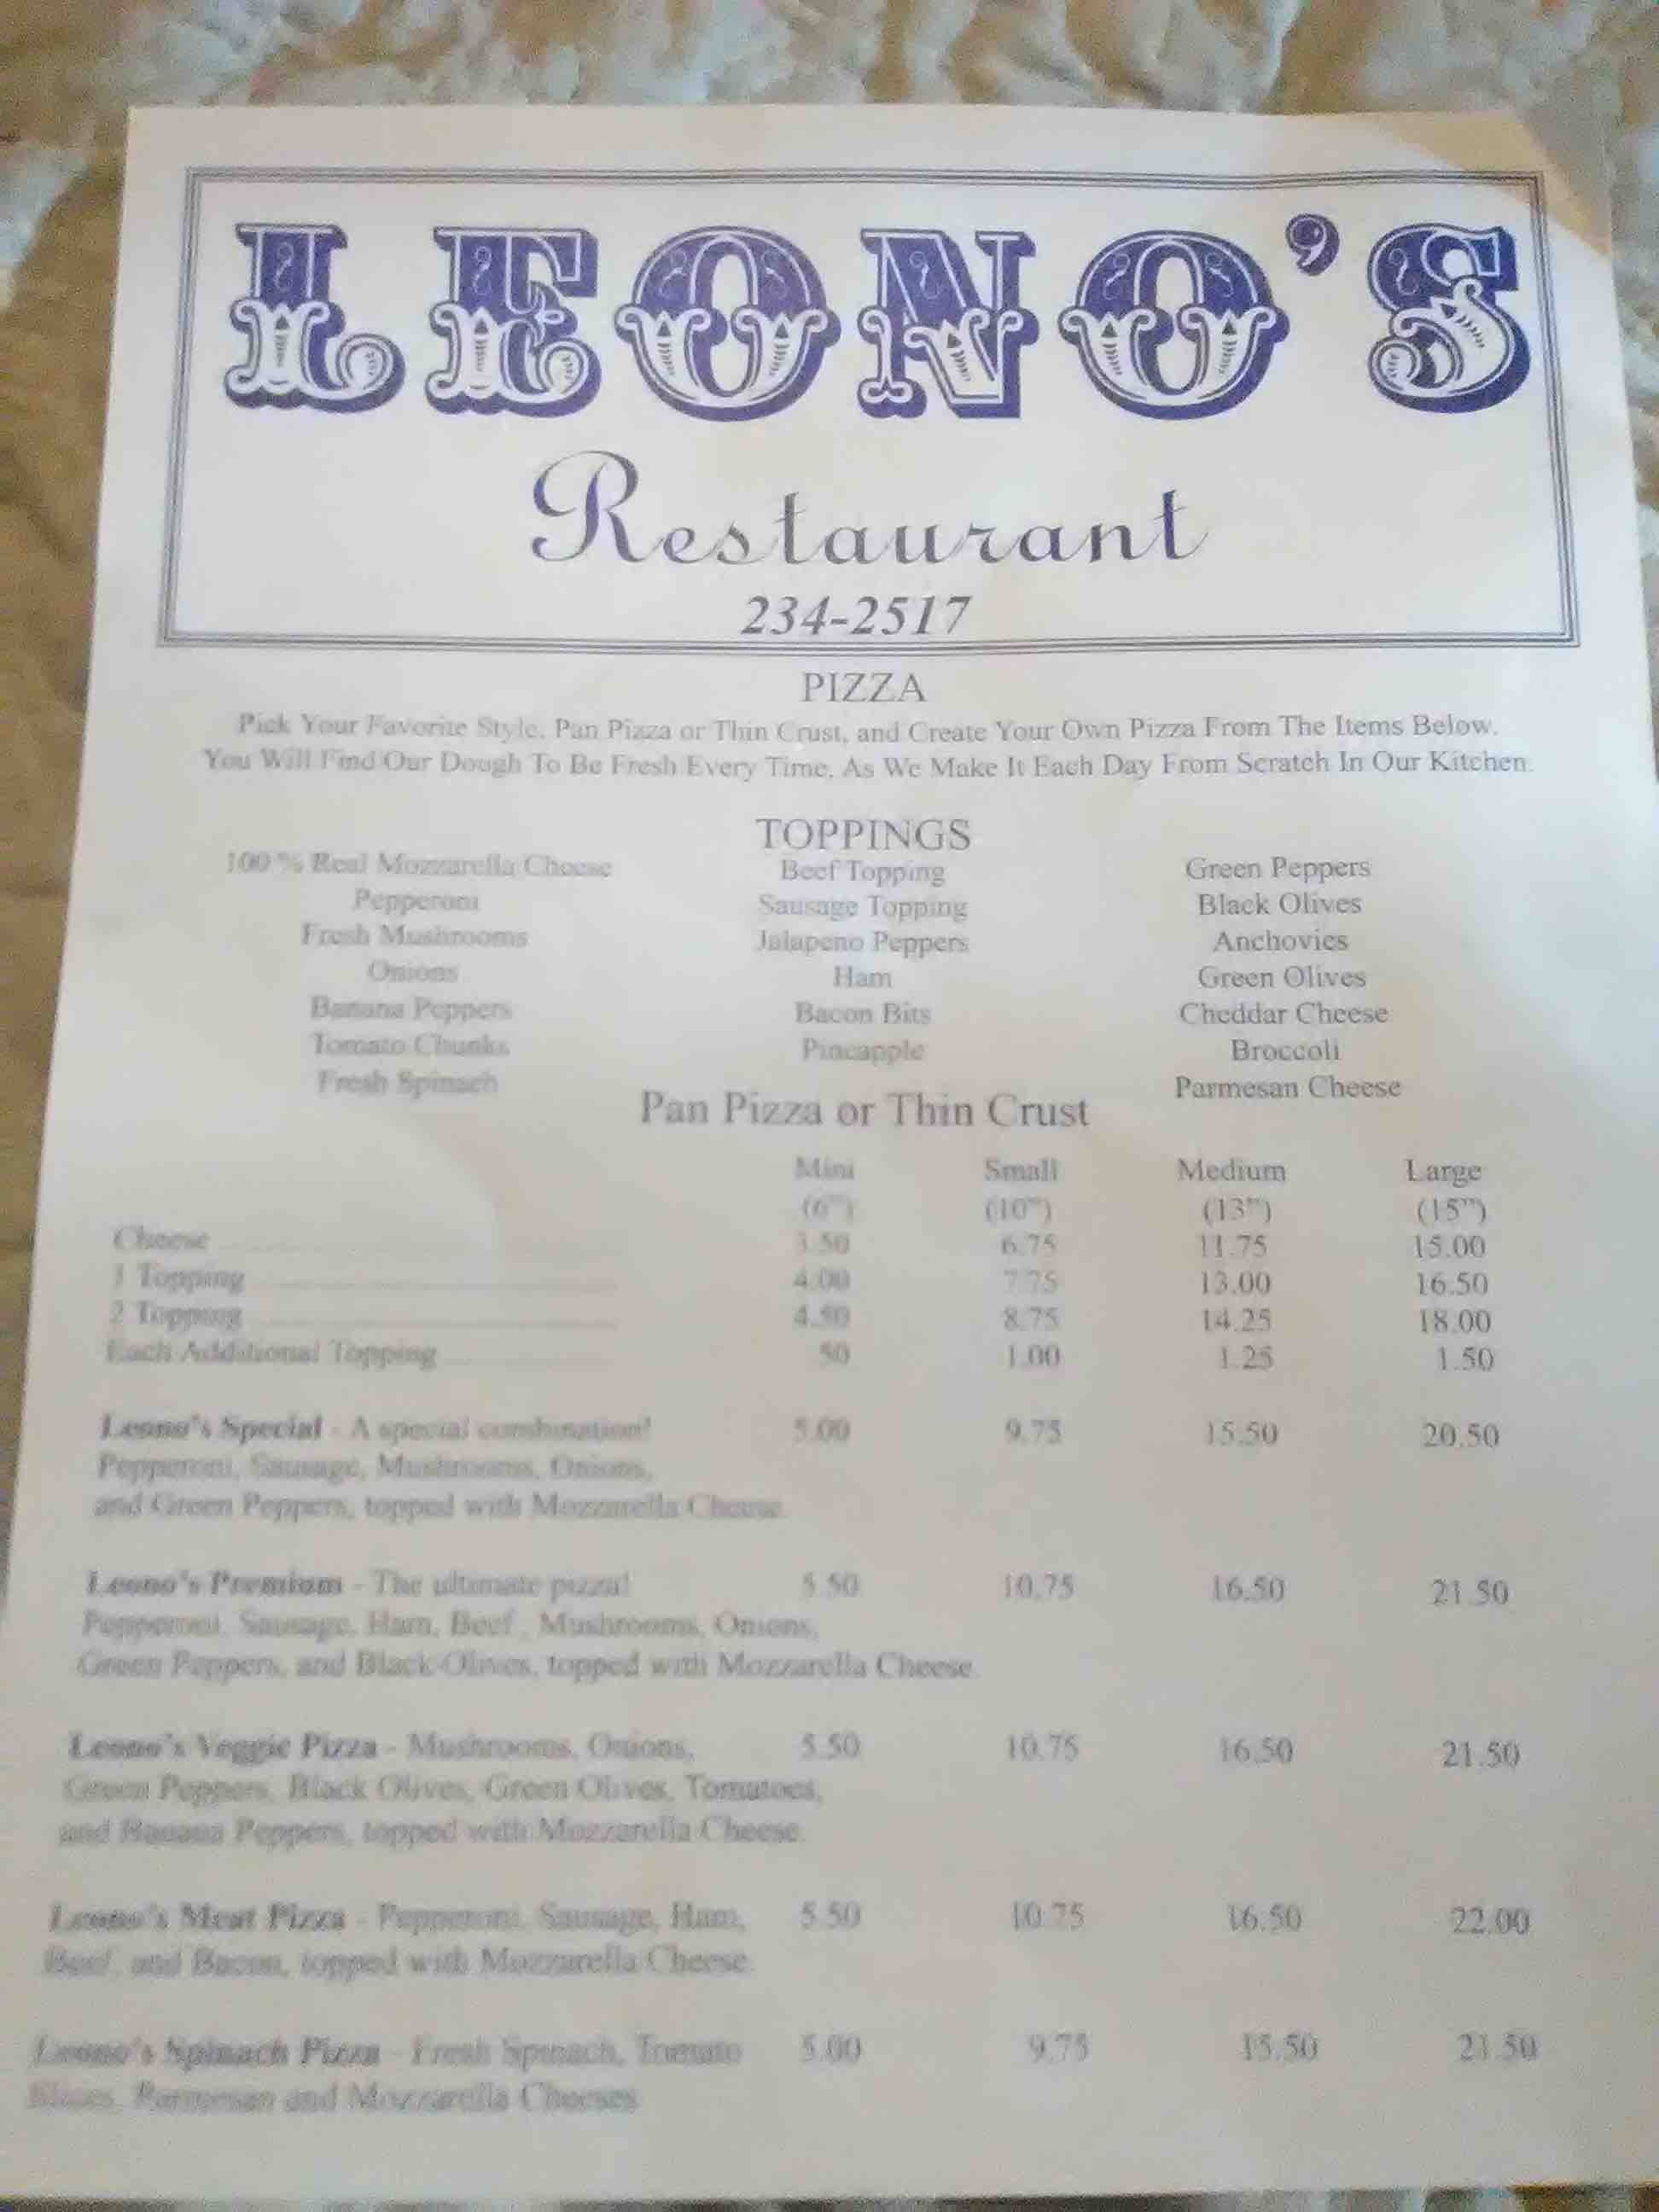 LEONO'S
Restaurant
234-2517
PIZZA
Pick Your Favorite Style, Pan Pizza or Thin Crust, and Create Your Own Pizza From The Items Below.
You Will Find Our Dough To Be Fresh Every Time, As We Make It Each Day From Scratch In Our Kitchen.
TOPPINGS
100 % Real Mozzarella Cheese Beef Topping Green Peppers
Pepperoni Sausage Topping Black Olives
Fresh Mushrooms Jalapeno Peppers Anchovies
Onions Ham Green Olives
Banana Peppers Bacon Bits Cheddar Cheese
Tomato Chunks Pineapple Broccoli
Fresh Spinach Parmesan Cheese
Pan Pizza or Thin Crust
Mini Small Medium Large
(6") (10") (13") (15")
Cheese 3.50 6.75 11.75 15.00
1 Topping 4.00 7.75 13.00 16.50
2 Topping 4.50 8.75 14.25 18.00
Each Additional Topping .50 1.00 1.25 1.50
Leono's Special - A special combination! 5.00 9.75 15.50 20.50
Pepperoni, Sausage, Mushrooms, Onions,
and Green Peppers, topped with Mozzarella Cheese.
Leono's Premium - The ultimate pizza! 5.50 10.75 16.50 21.50
Pepperoni, Sausage, Ham, Beef , Mushrooms, Onions,
Green Peppers, and Black Olives, topped with Mozzarella Cheese.
Leono's Veggie Pizza - Mushrooms, Onions, 5.50 10.75 16.50 21.50
Green Peppers, Black Olives, Green Olives, Tomatoes,
and Banana Peppers, topped with Mozzarella Cheese.
Leono's Meat Pizza - Pepperoni, Sausage, Ham, 5.50 10.75 16.50 22.00
Beef, and Bacon, topped with Mozzarella Cheese.
Leono's Spinach Pizza - Fresh Spinach, Tomato 5.00 9.75 15.50 21.50
Slices, Parmesan and Mozzarella Cheeses